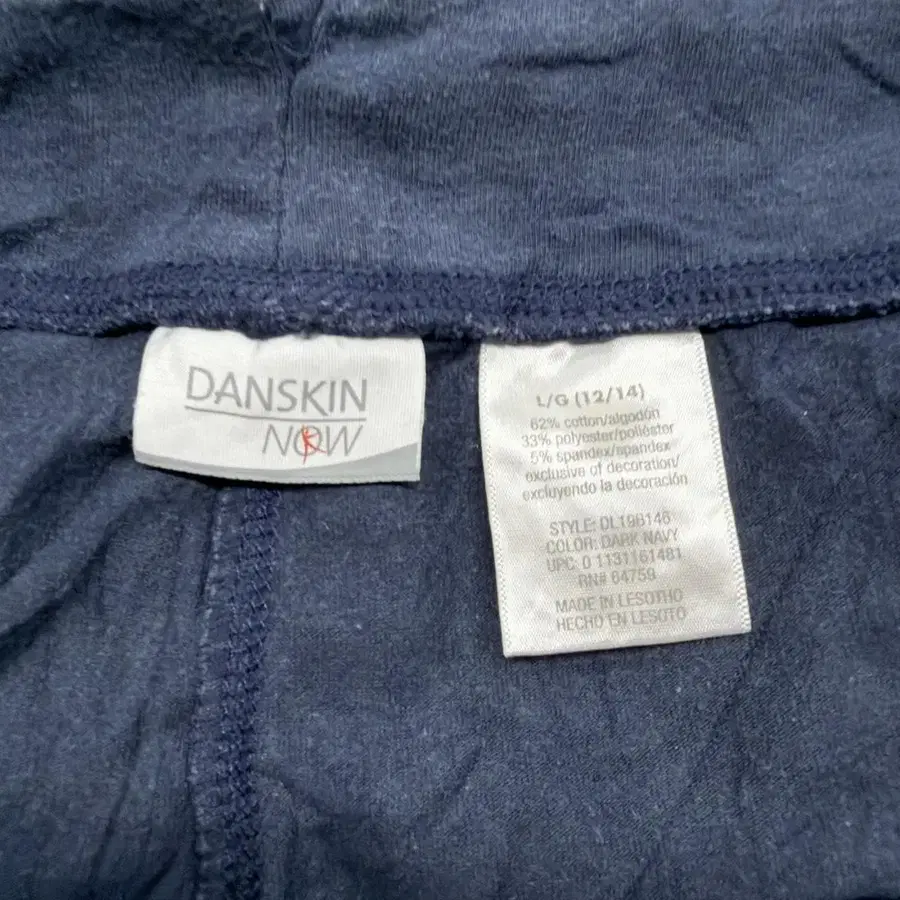 DANSKIN
NOW
L/G (12/14)
62% cotton/algodón
33% polyester/poliéster
5% spandex/spandex
exclusive of decoration/
excluyendo la decoración
STYLE: DL19B146
COLOR: DARK NAVY
UPC: 0 1131161481
RN# 64759
MADE IN LESOTHO
HECHO EN LESOTO